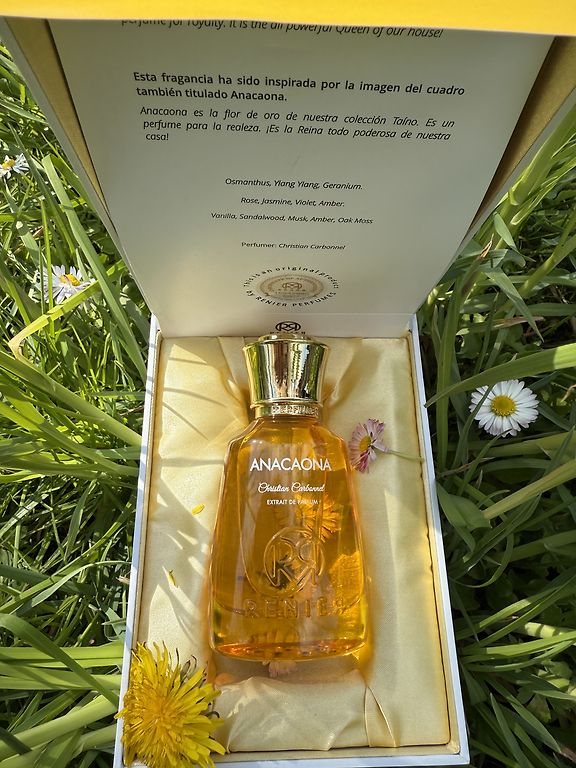 perfume for royalty. It is the all powerful Queen of our house!
Esta fragancia ha sido inspirada por la imagen del cuadro
también titulado Anacaona.
Anacaona es la flor de oro de nuestra colección Taíno. Es un
perfume para la realeza. ¡Es la Reina todo poderosa de nuestra
casa!
Osmanthus, Ylang Ylang, Geranium.
Rose, Jasmine, Violet, Amber.
Vanilla, Sandalwood, Musk, Amber, Oak Moss
Perfumer: Christian Carbonnel
this is an original product
BY RENIER PERFUMES
ANACAONA
Christian Carbonnel
EXTRAIT DE PARFUM
RENIER